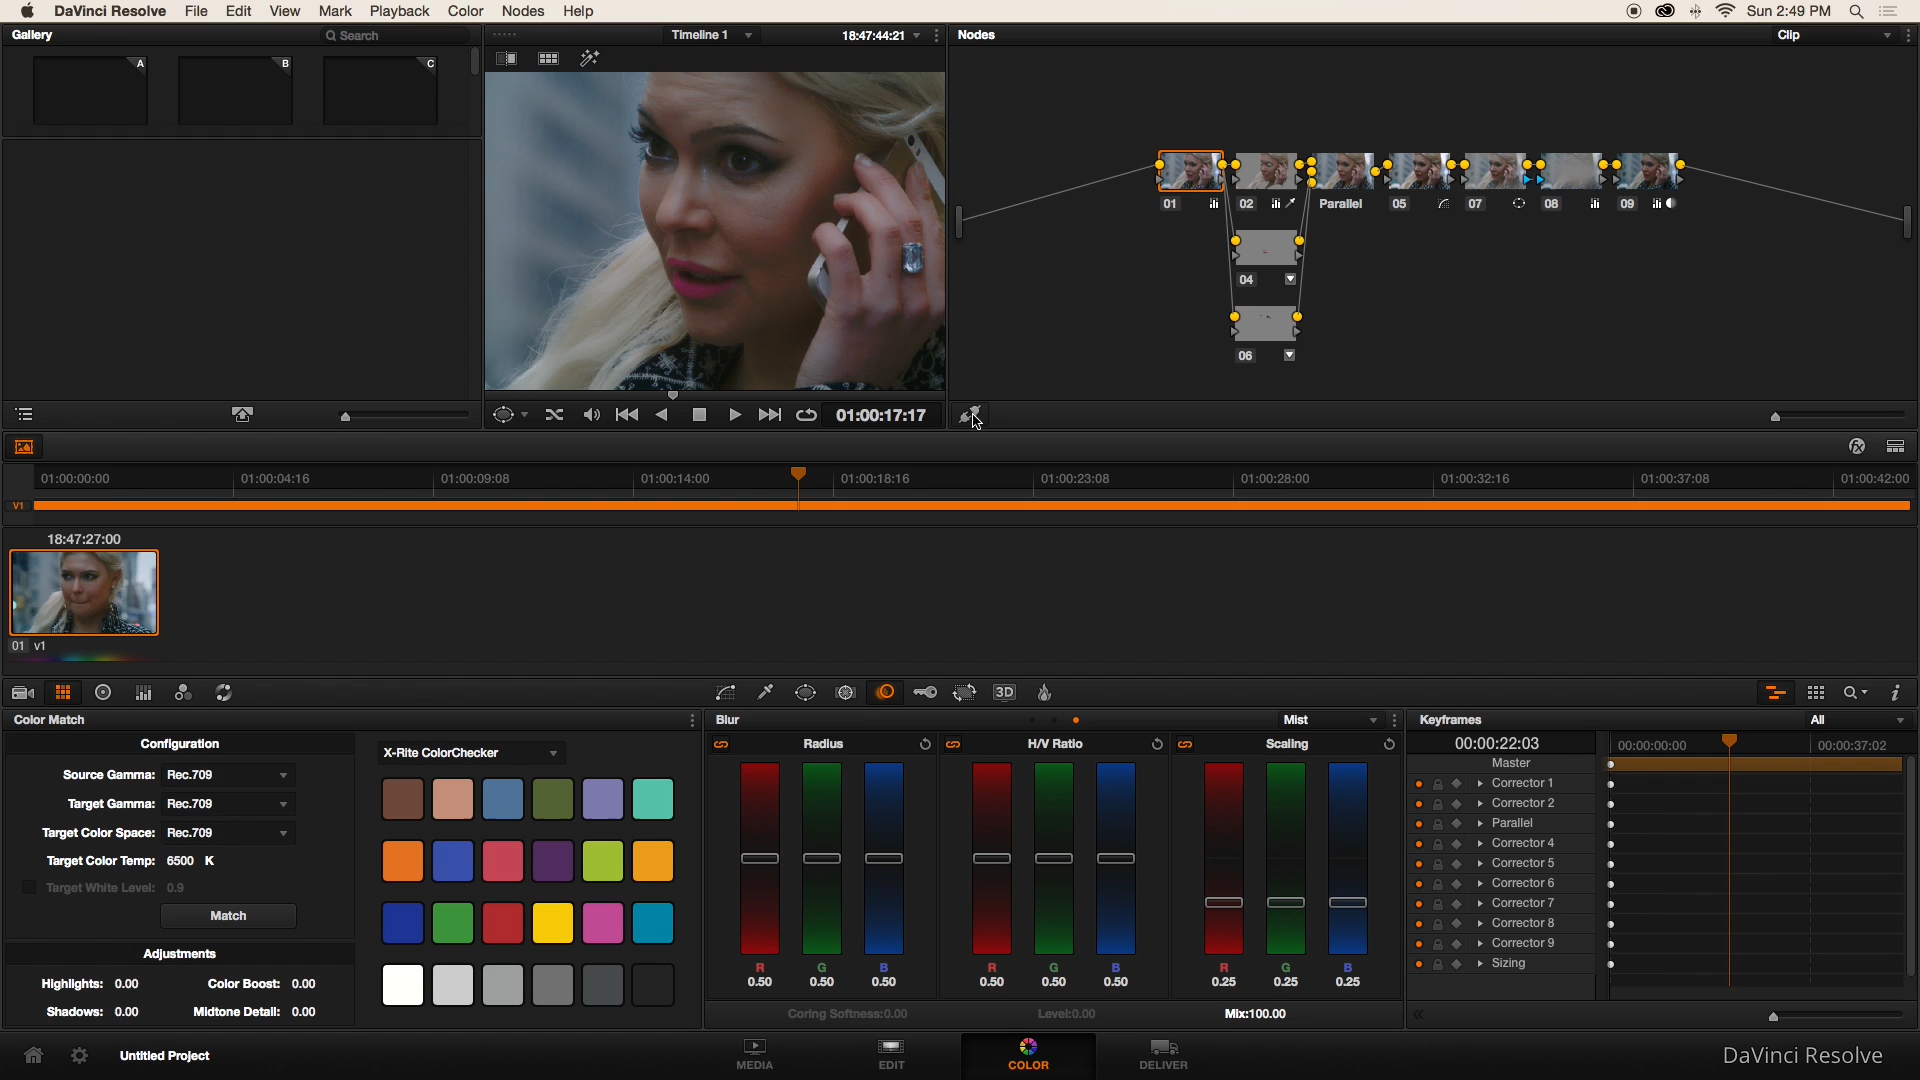 DaVinci Resolve File Edit View Mark Playback Color Nodes Help Sun 2:49 PM
Gallery Search Timeline 1 18:47:44:21 Nodes Clip
A B C
01 02 Parallel 05 07 08 09
04
06
01:00:17:17
01:00:00:00 01:00:04:16 01:00:09:08 01:00:14:00 01:00:18:16 01:00:23:08 01:00:28:00 01:00:32:16 01:00:37:08 01:00:42:00
V1
18:47:27:00
01 V1
3D
Color Match Blur Mist Keyframes All
Configuration X-Rite ColorChecker Radius H/V Ratio Scaling 00:00:22:03 00:00:00:00 00:00:37:02
Master
Source Gamma: Rec.709 Corrector 1
Target Gamma: Rec.709 Corrector 2
Parallel
Target Color Space: Rec.709 Corrector 4
Target Color Temp: 6500 K Corrector 5
Target White Level: 0.9 Corrector 6
Corrector 7
Match Corrector 8
Corrector 9
Adjustments Sizing
R G B R G B R G B
Highlights: 0.00 Color Boost: 0.00 0.50 0.50 0.50 0.50 0.50 0.50 0.25 0.25 0.25
Shadows: 0.00 Midtone Detail: 0.00 Coring Softness:0.00 Level:0.00 Mix:100.00
Untitled Project MEDIA EDIT COLOR DELIVER DaVinci Resolve